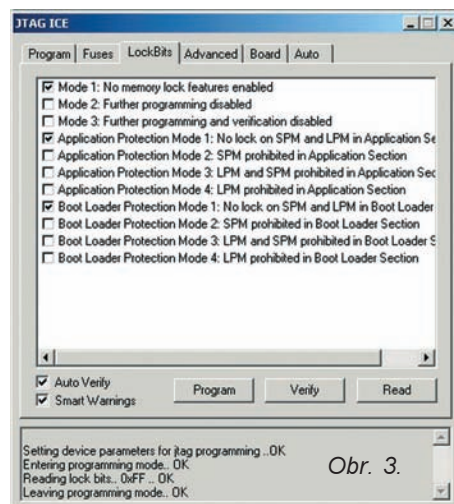 JTAG ICE
Program Fuses LockBits Advanced Board Auto
Mode 1: No memory lock features enabled
Mode 2: Further programming disabled
Mode 3: Further programming and verification disabled
Application Protection Mode 1: No lock on SPM and LPM in Application Se
Application Protection Mode 2: SPM prohibited in Application Section
Application Protection Mode 3: LPM and SPM prohibited in Application Sec
Application Protection Mode 4: LPM prohibited in Application Section
Boot Loader Protection Mode 1: No lock on SPM and LPM in Boot Loader
Boot Loader Protection Mode 2: SPM prohibited in Boot Loader Section
Boot Loader Protection Mode 3: LPM and SPM prohibited in Boot Loader S
Boot Loader Protection Mode 4: LPM prohibited in Boot Loader Section
Auto Verify
Smart Warnings
Program Verify Read
Setting device parameters for jtag programming ..OK
Entering programming mode.. OK
Reading lock bits.. 0xFF .. OK
Leaving programming mode.. OK
Obr. 3.